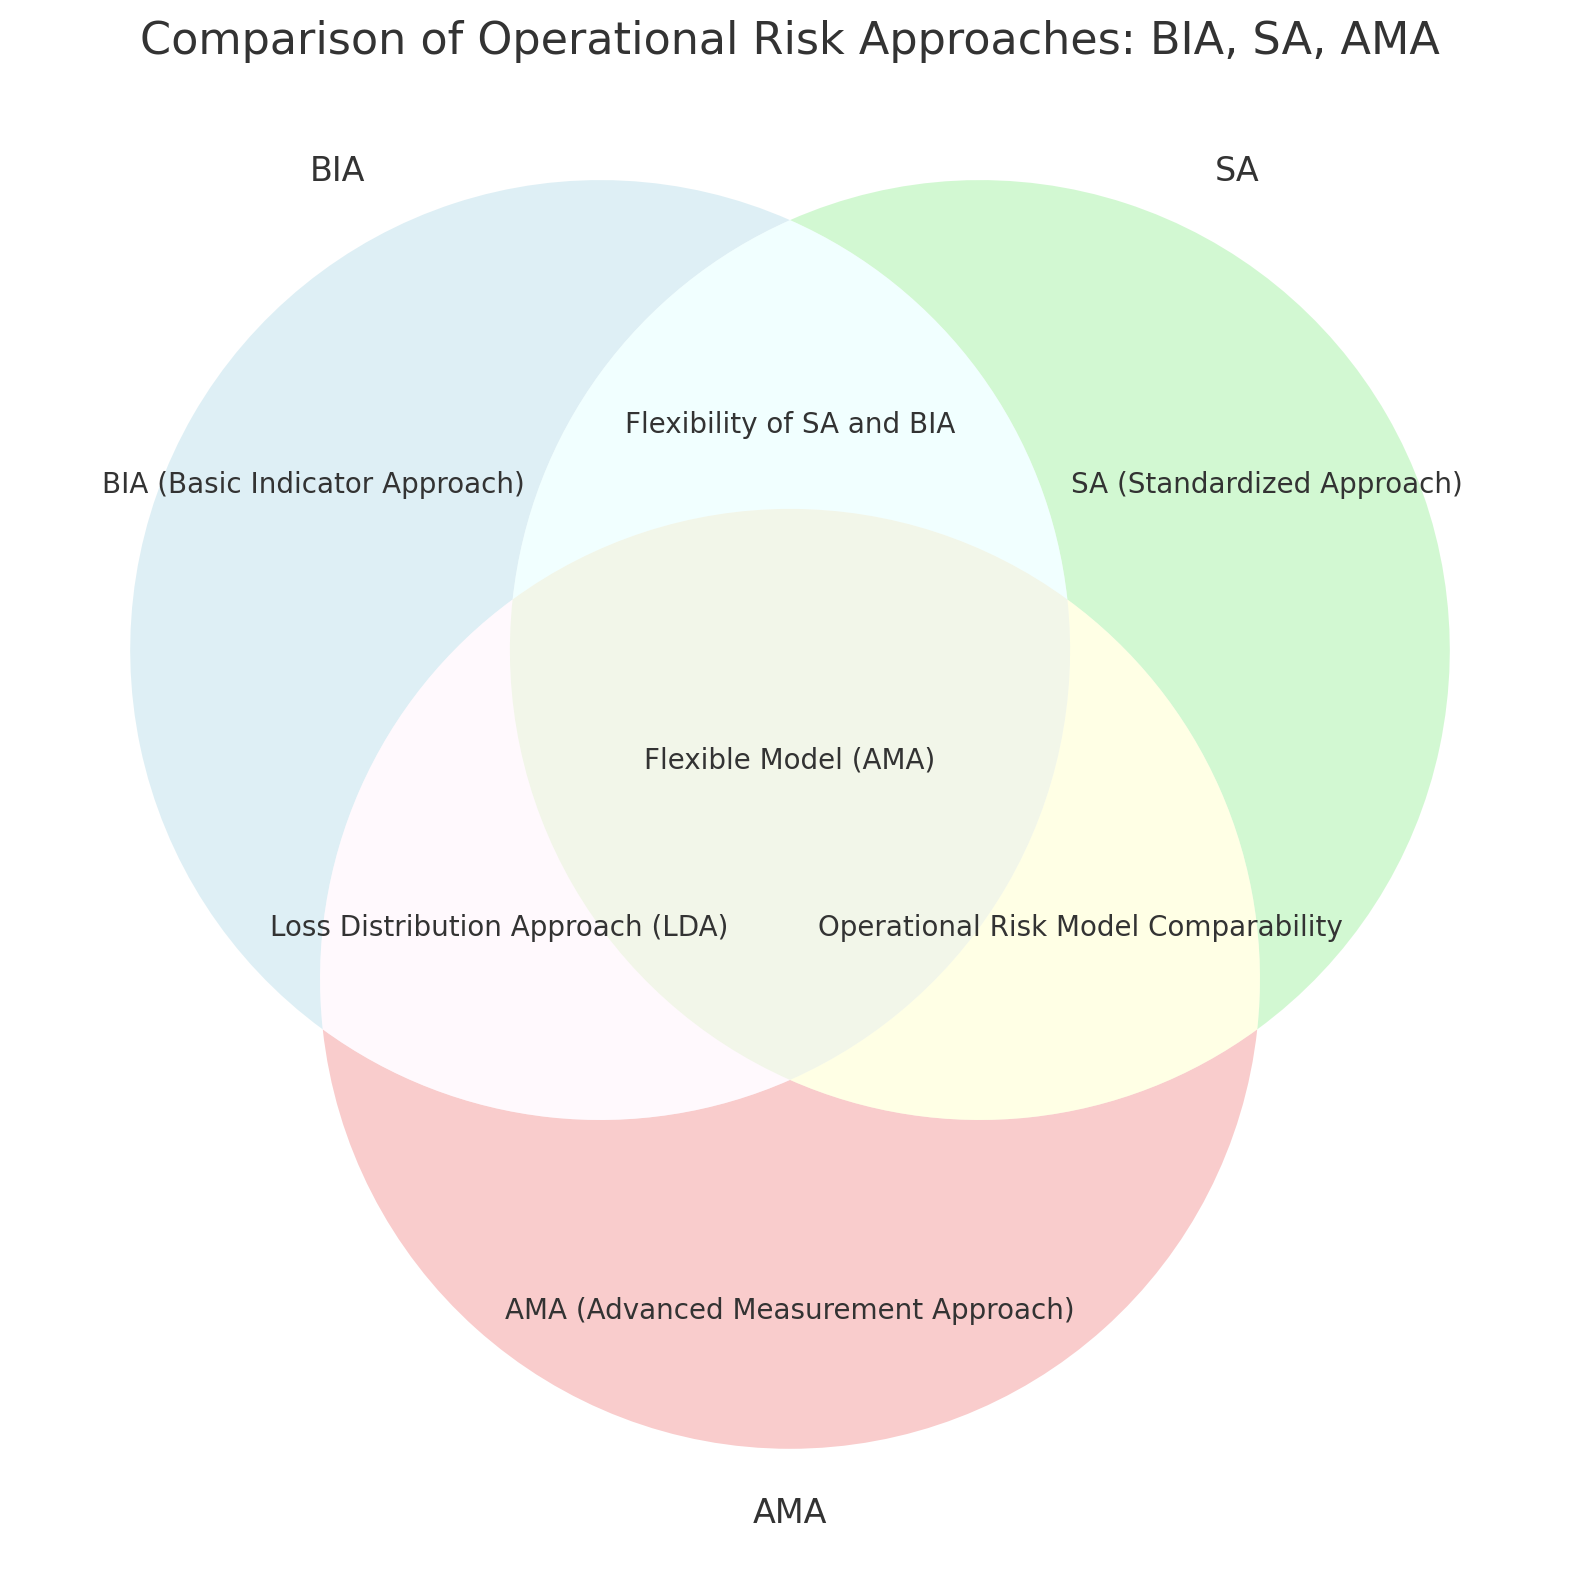 Comparison of Operational Risk Approaches: BIA, SA, AMA
BIA
SA
Flexibility of SA and BIA
BIA (Basic Indicator Approach)
SA (Standardized Approach)
Flexible Model (AMA)
Loss Distribution Approach (LDA)
Operational Risk Model Comparability
AMA (Advanced Measurement Approach)
AMA